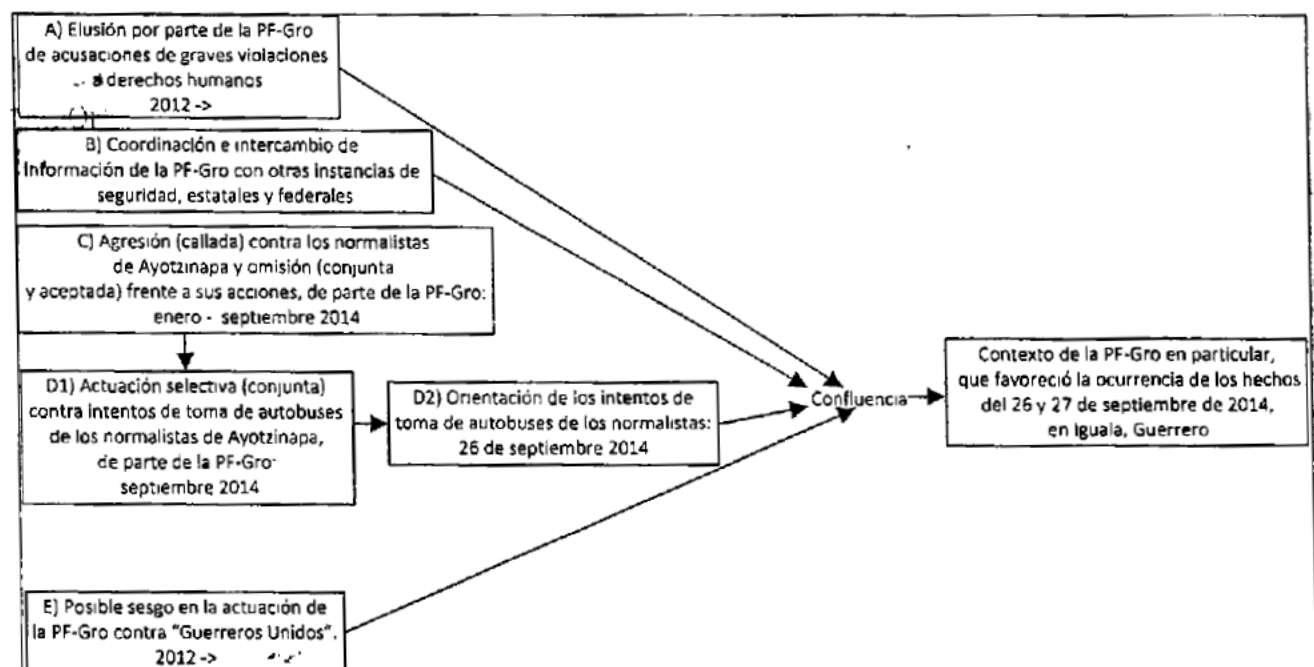 A) Elusión por parte de la PF-Gro
de acusaciones de graves violaciones
a derechos humanos
2012 ->
B) Coordinación e intercambio de
Información de la PF-Gro con otras instancias de
seguridad, estatales y federales
C) Agresión (callada) contra los normalistas
de Ayotzinapa y omisión (conjunta
y aceptada) frente a sus acciones, de parte de la PF-Gro:
enero - septiembre 2014
D1) Actuación selectiva (conjunta)
contra intentos de toma de autobuses
de los normalistas de Ayotzinapa,
de parte de la PF-Gro:
septiembre 2014
D2) Orientación de los intentos de
toma de autobuses de los normalistas:
26 de septiembre 2014
Confluencia
Contexto de la PF-Gro en particular,
que favoreció la ocurrencia de los hechos
del 26 y 27 de septiembre de 2014,
en Iguala, Guerrero
E) Posible sesgo en la actuación de
la PF-Gro contra "Guerreros Unidos".
2012 ->